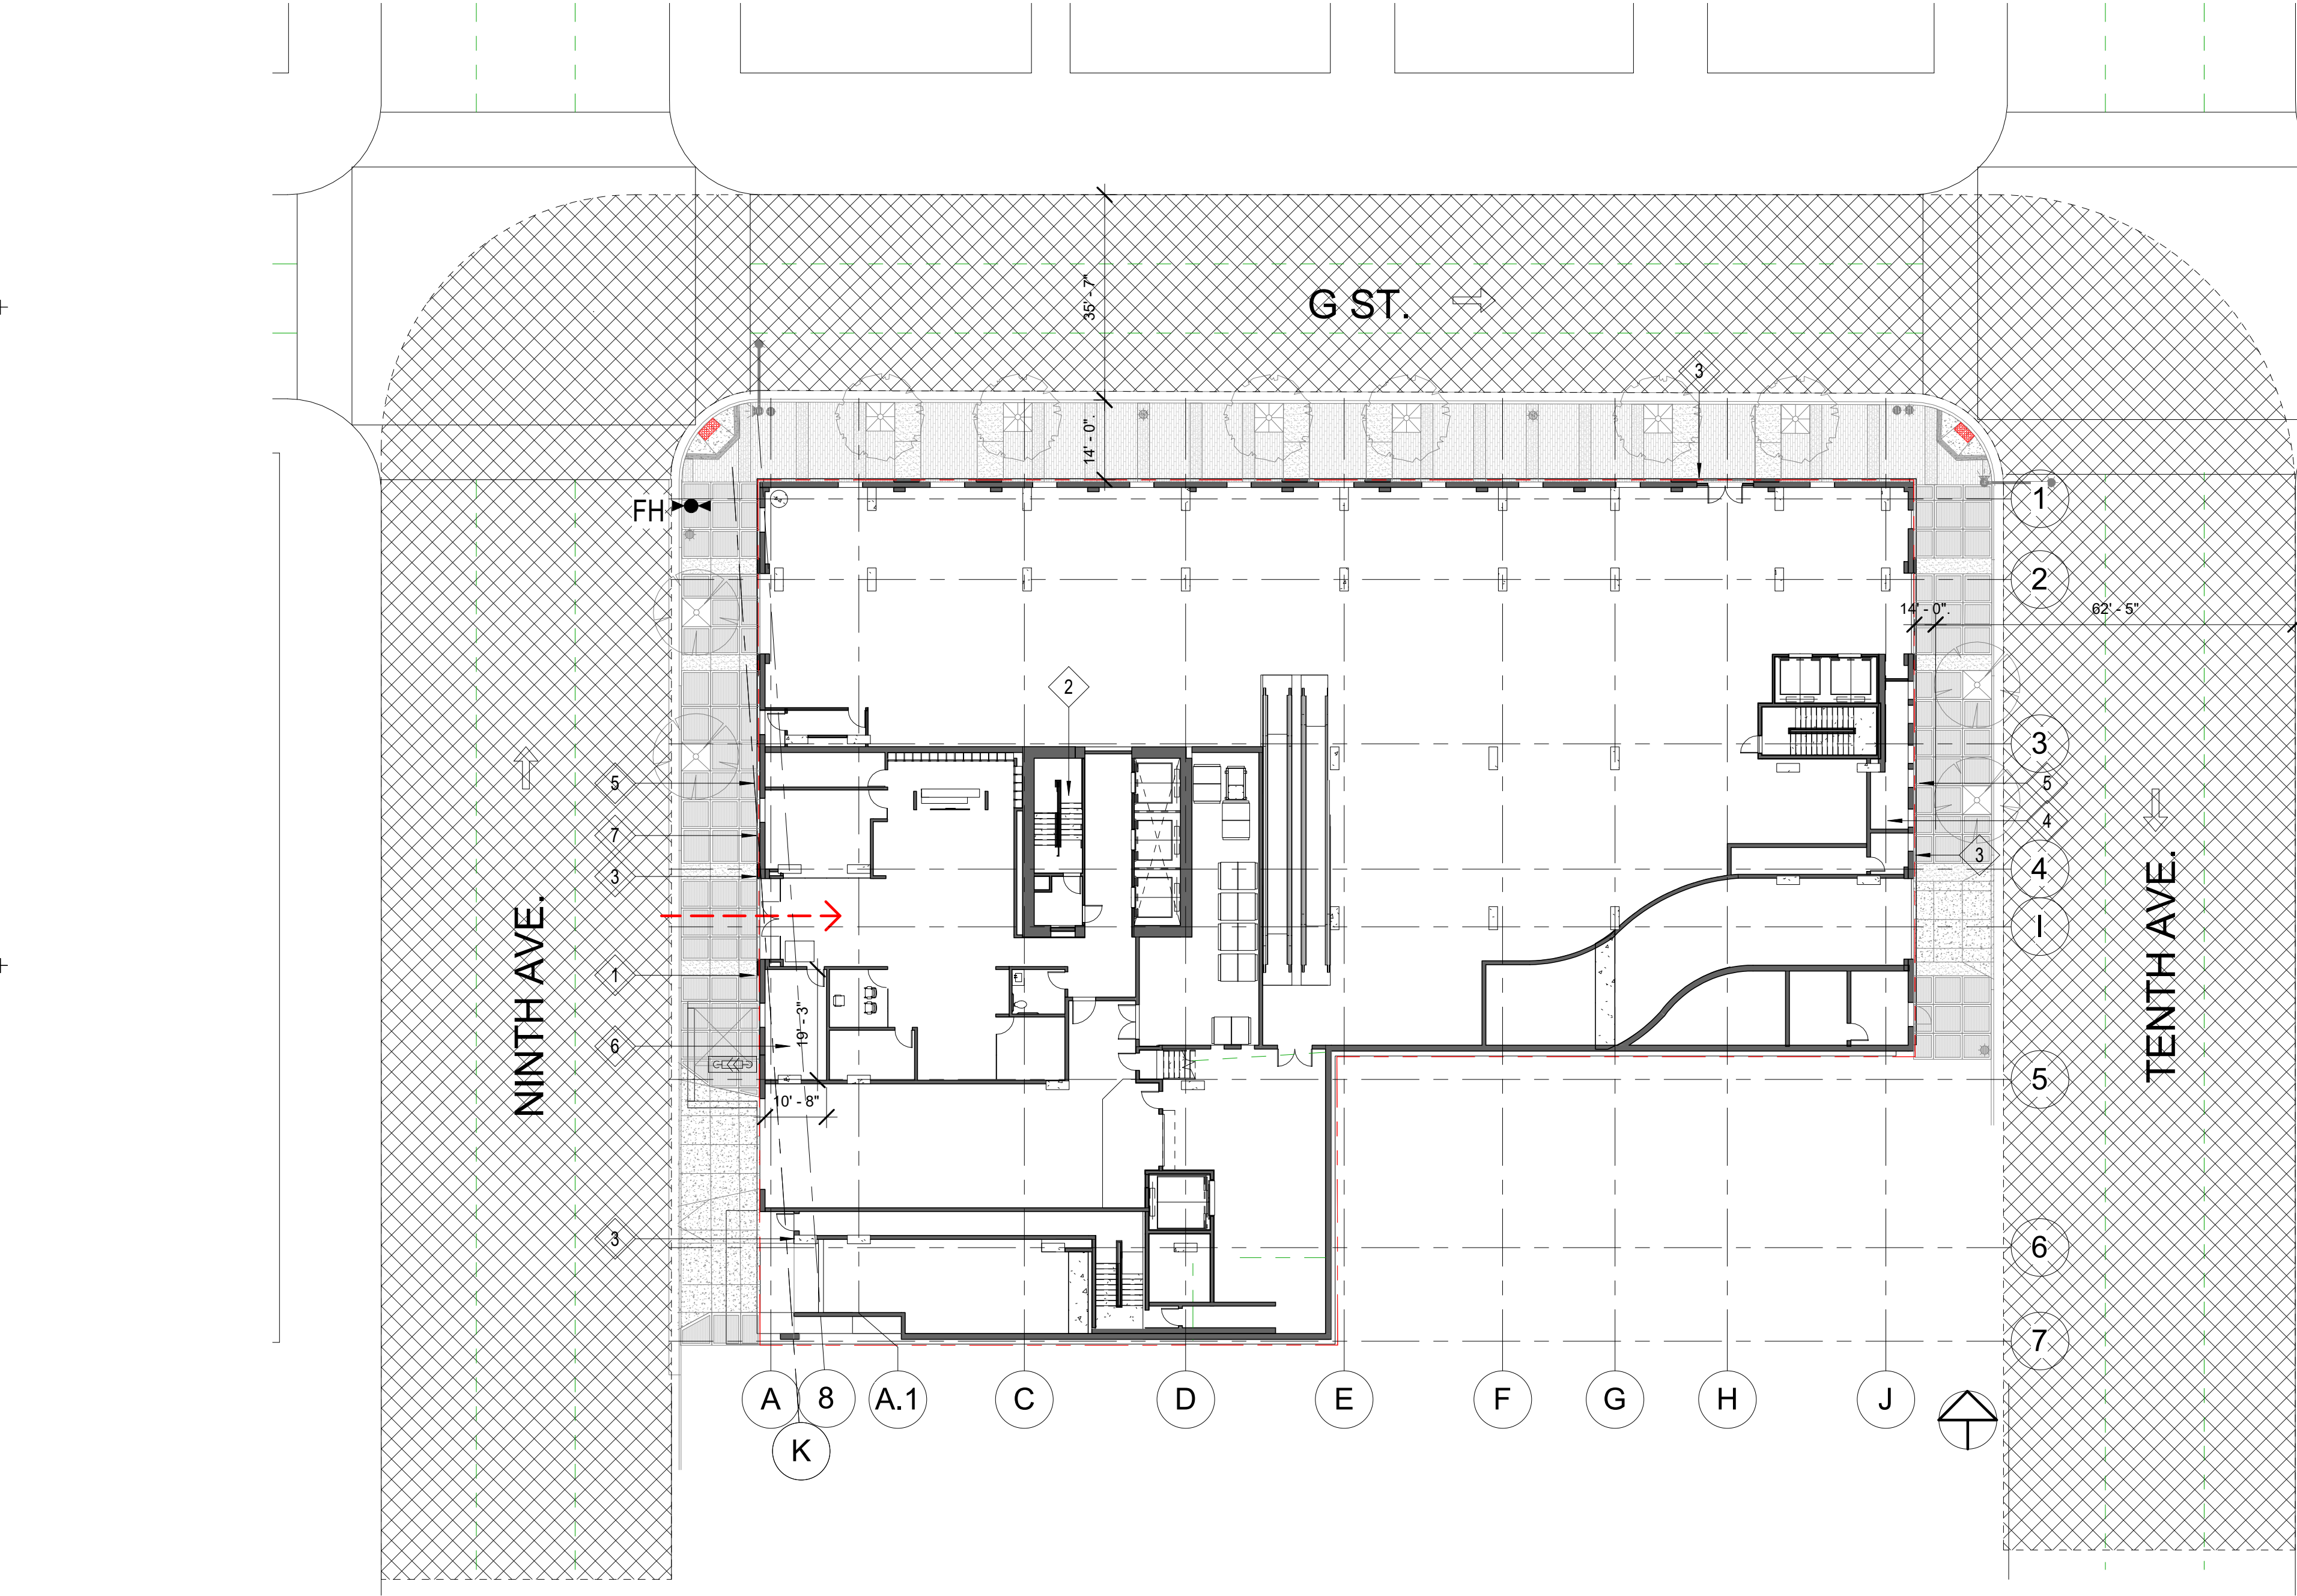 35' - 7"
G ST.
3
14' - 0".
FH
1
2
14' - 0".
62' - 5"
2
3
5
5
7
4
3
3
4
I
NINTH AVE.
TENTH AVE.
1
19' - 3"
6
5
10' - 8"
3
6
7
A
8
A.1
C
D
E
F
G
H
J
K